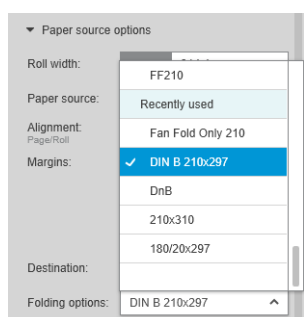 Paper source options
Roll width:
FF210
Paper source:
Recently used
Alignment:
Page/Roll
Fan Fold Only 210
Margins:
DIN B 210x297
DnB
210x310
180/20x297
Destination:
Folding options:
DIN B 210x297